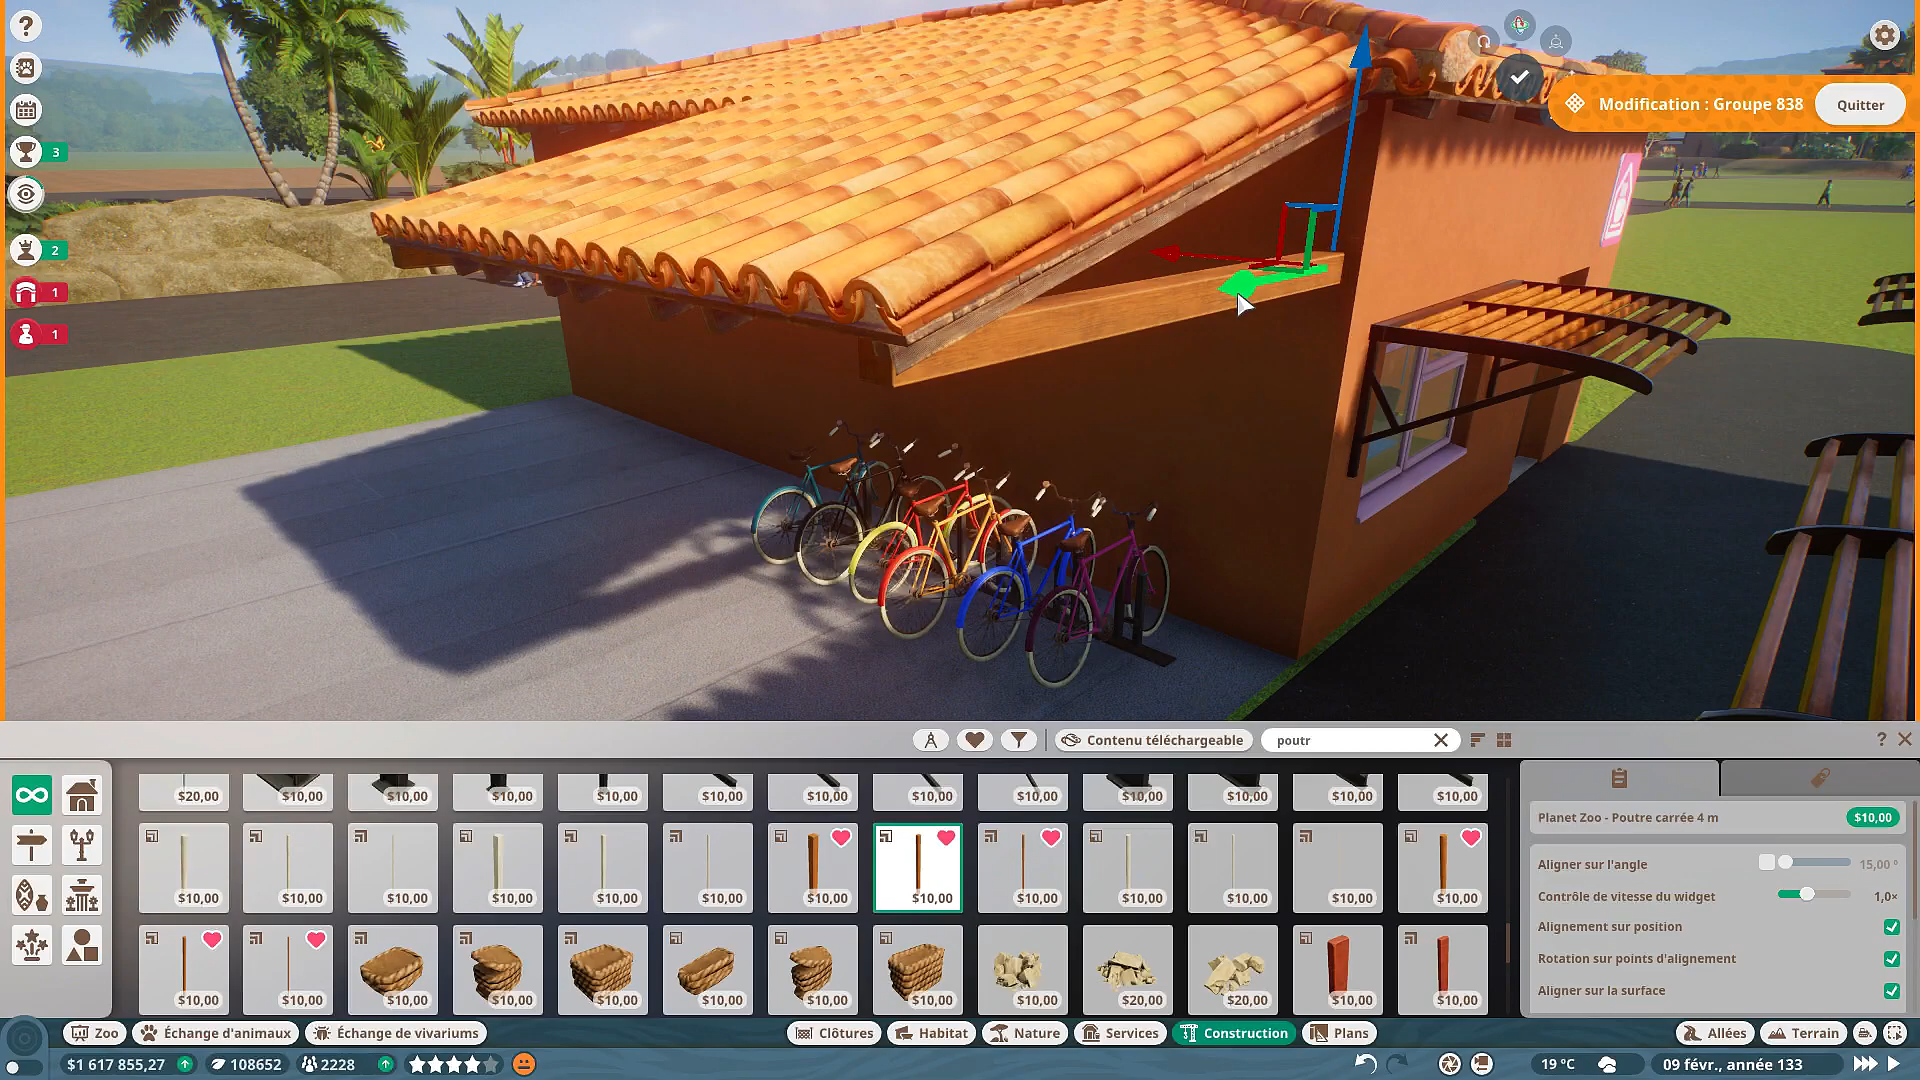 Modification : Groupe 838
Quitter
3
2
1
1
Contenu téléchargeable
poutr
?
$20,00 $10,00 $10,00 $10,00 $10,00 $10,00 $10,00 $10,00 $10,00 $10,00 $10,00 $10,00 $10,00
$10,00 $10,00 $10,00 $10,00 $10,00 $10,00 $10,00 $10,00 $10,00 $10,00 $10,00 $10,00 $10,00
$10,00 $10,00 $10,00 $10,00 $10,00 $10,00 $10,00 $10,00 $10,00 $20,00 $20,00 $10,00 $10,00
Planet Zoo - Poutre carrée 4 m
$10,00
Aligner sur l'angle
15,00 °
Contrôle de vitesse du widget
1,0×
Alignement sur position
Rotation sur points d'alignement
Aligner sur la surface
Zoo
Échange d'animaux
Échange de vivariums
Clôtures
Habitat
Nature
Services
Construction
Plans
Allées
Terrain
$1 617 855,27
108652
2228
19 °C
09 févr., année 133